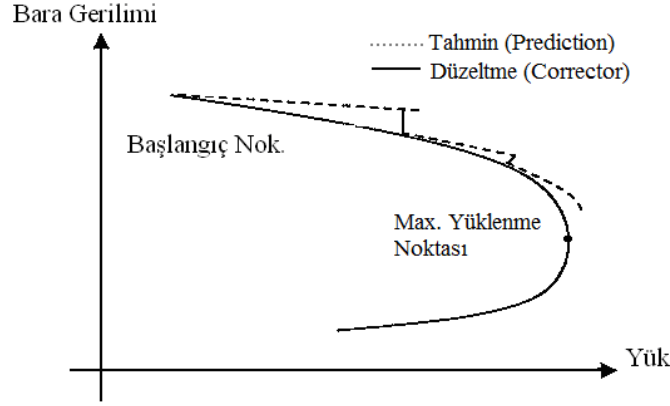 Bara Gerilimi
Tahmin (Prediction)
Düzeltme (Corrector)
Başlangıç Nok.
Max. Yüklenme
Noktası
Yük